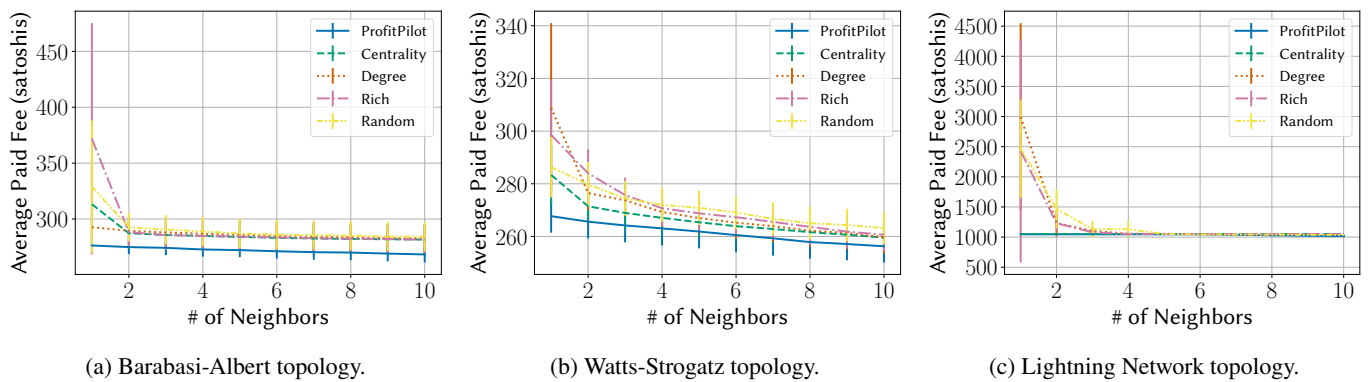 Average Paid Fee (satoshis)
450
400
350
300
2
4
6
8
10
# of Neighbors
ProfitPilot
Centrality
Degree
Rich
Random
(a) Barabasi-Albert topology.
Average Paid Fee (satoshis)
340
320
300
280
260
2
4
6
8
10
# of Neighbors
ProfitPilot
Centrality
Degree
Rich
Random
(b) Watts-Strogatz topology.
Average Paid Fee (satoshis)
4500
4000
3500
3000
2500
2000
1500
1000
500
2
4
6
8
10
# of Neighbors
ProfitPilot
Centrality
Degree
Rich
Random
(c) Lightning Network topology.